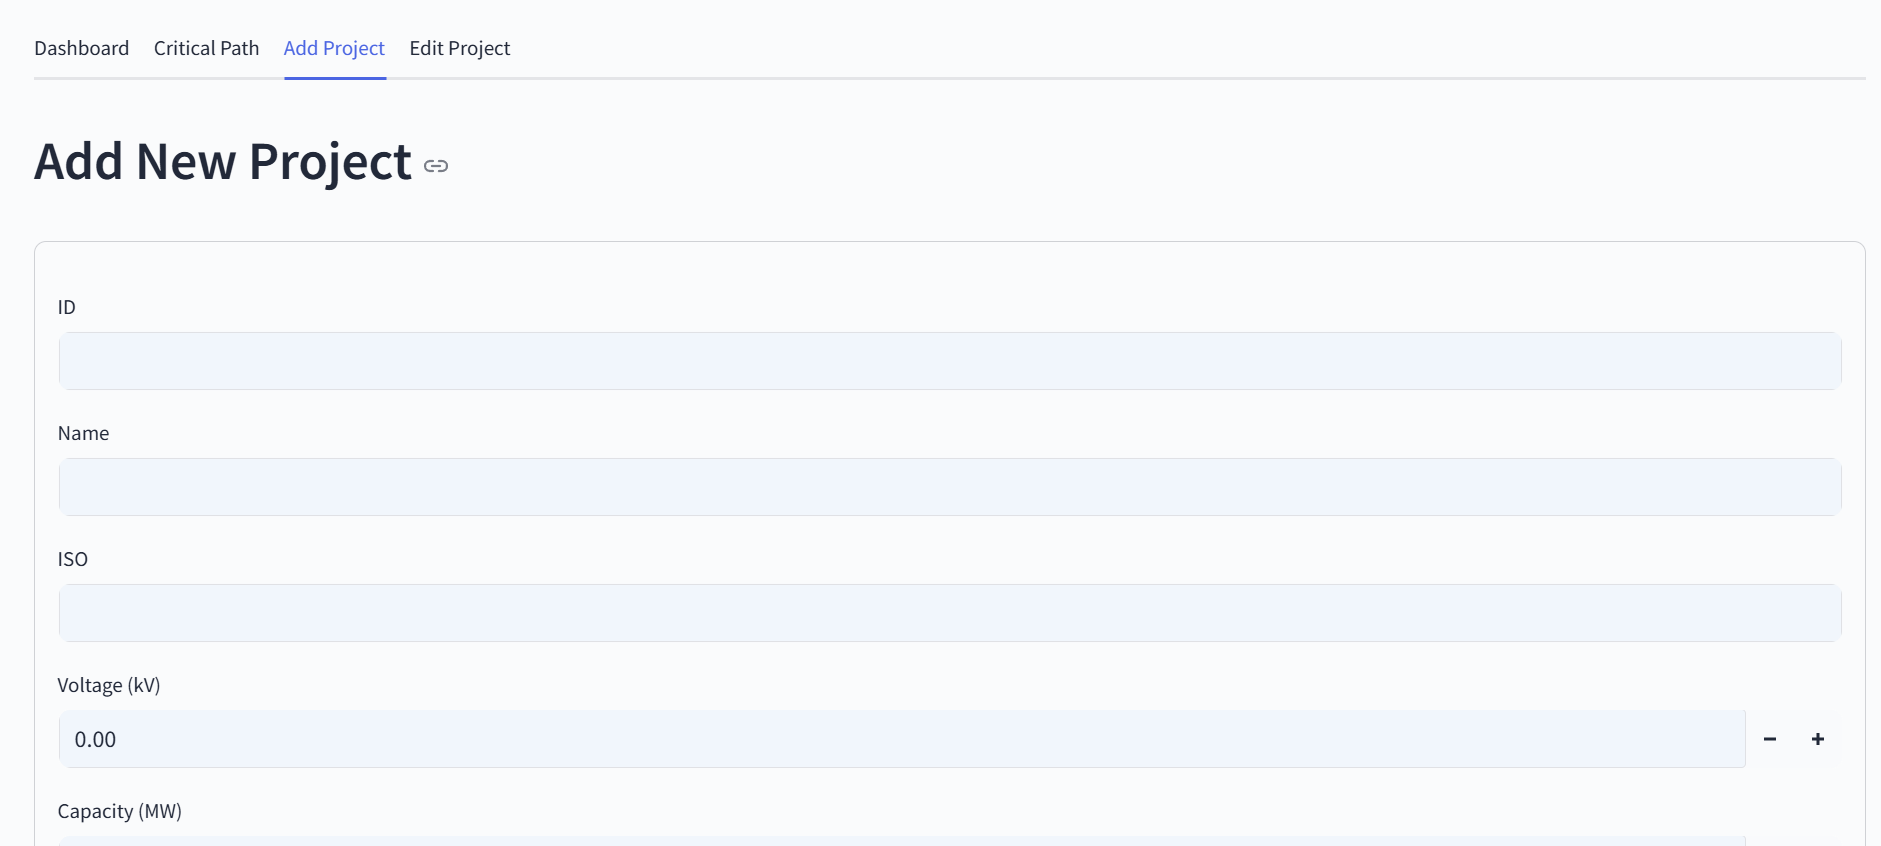 Dashboard Critical Path Add Project Edit Project
Add New Project
ID
Name
ISO
Voltage (kV)
0.00
Capacity (MW)